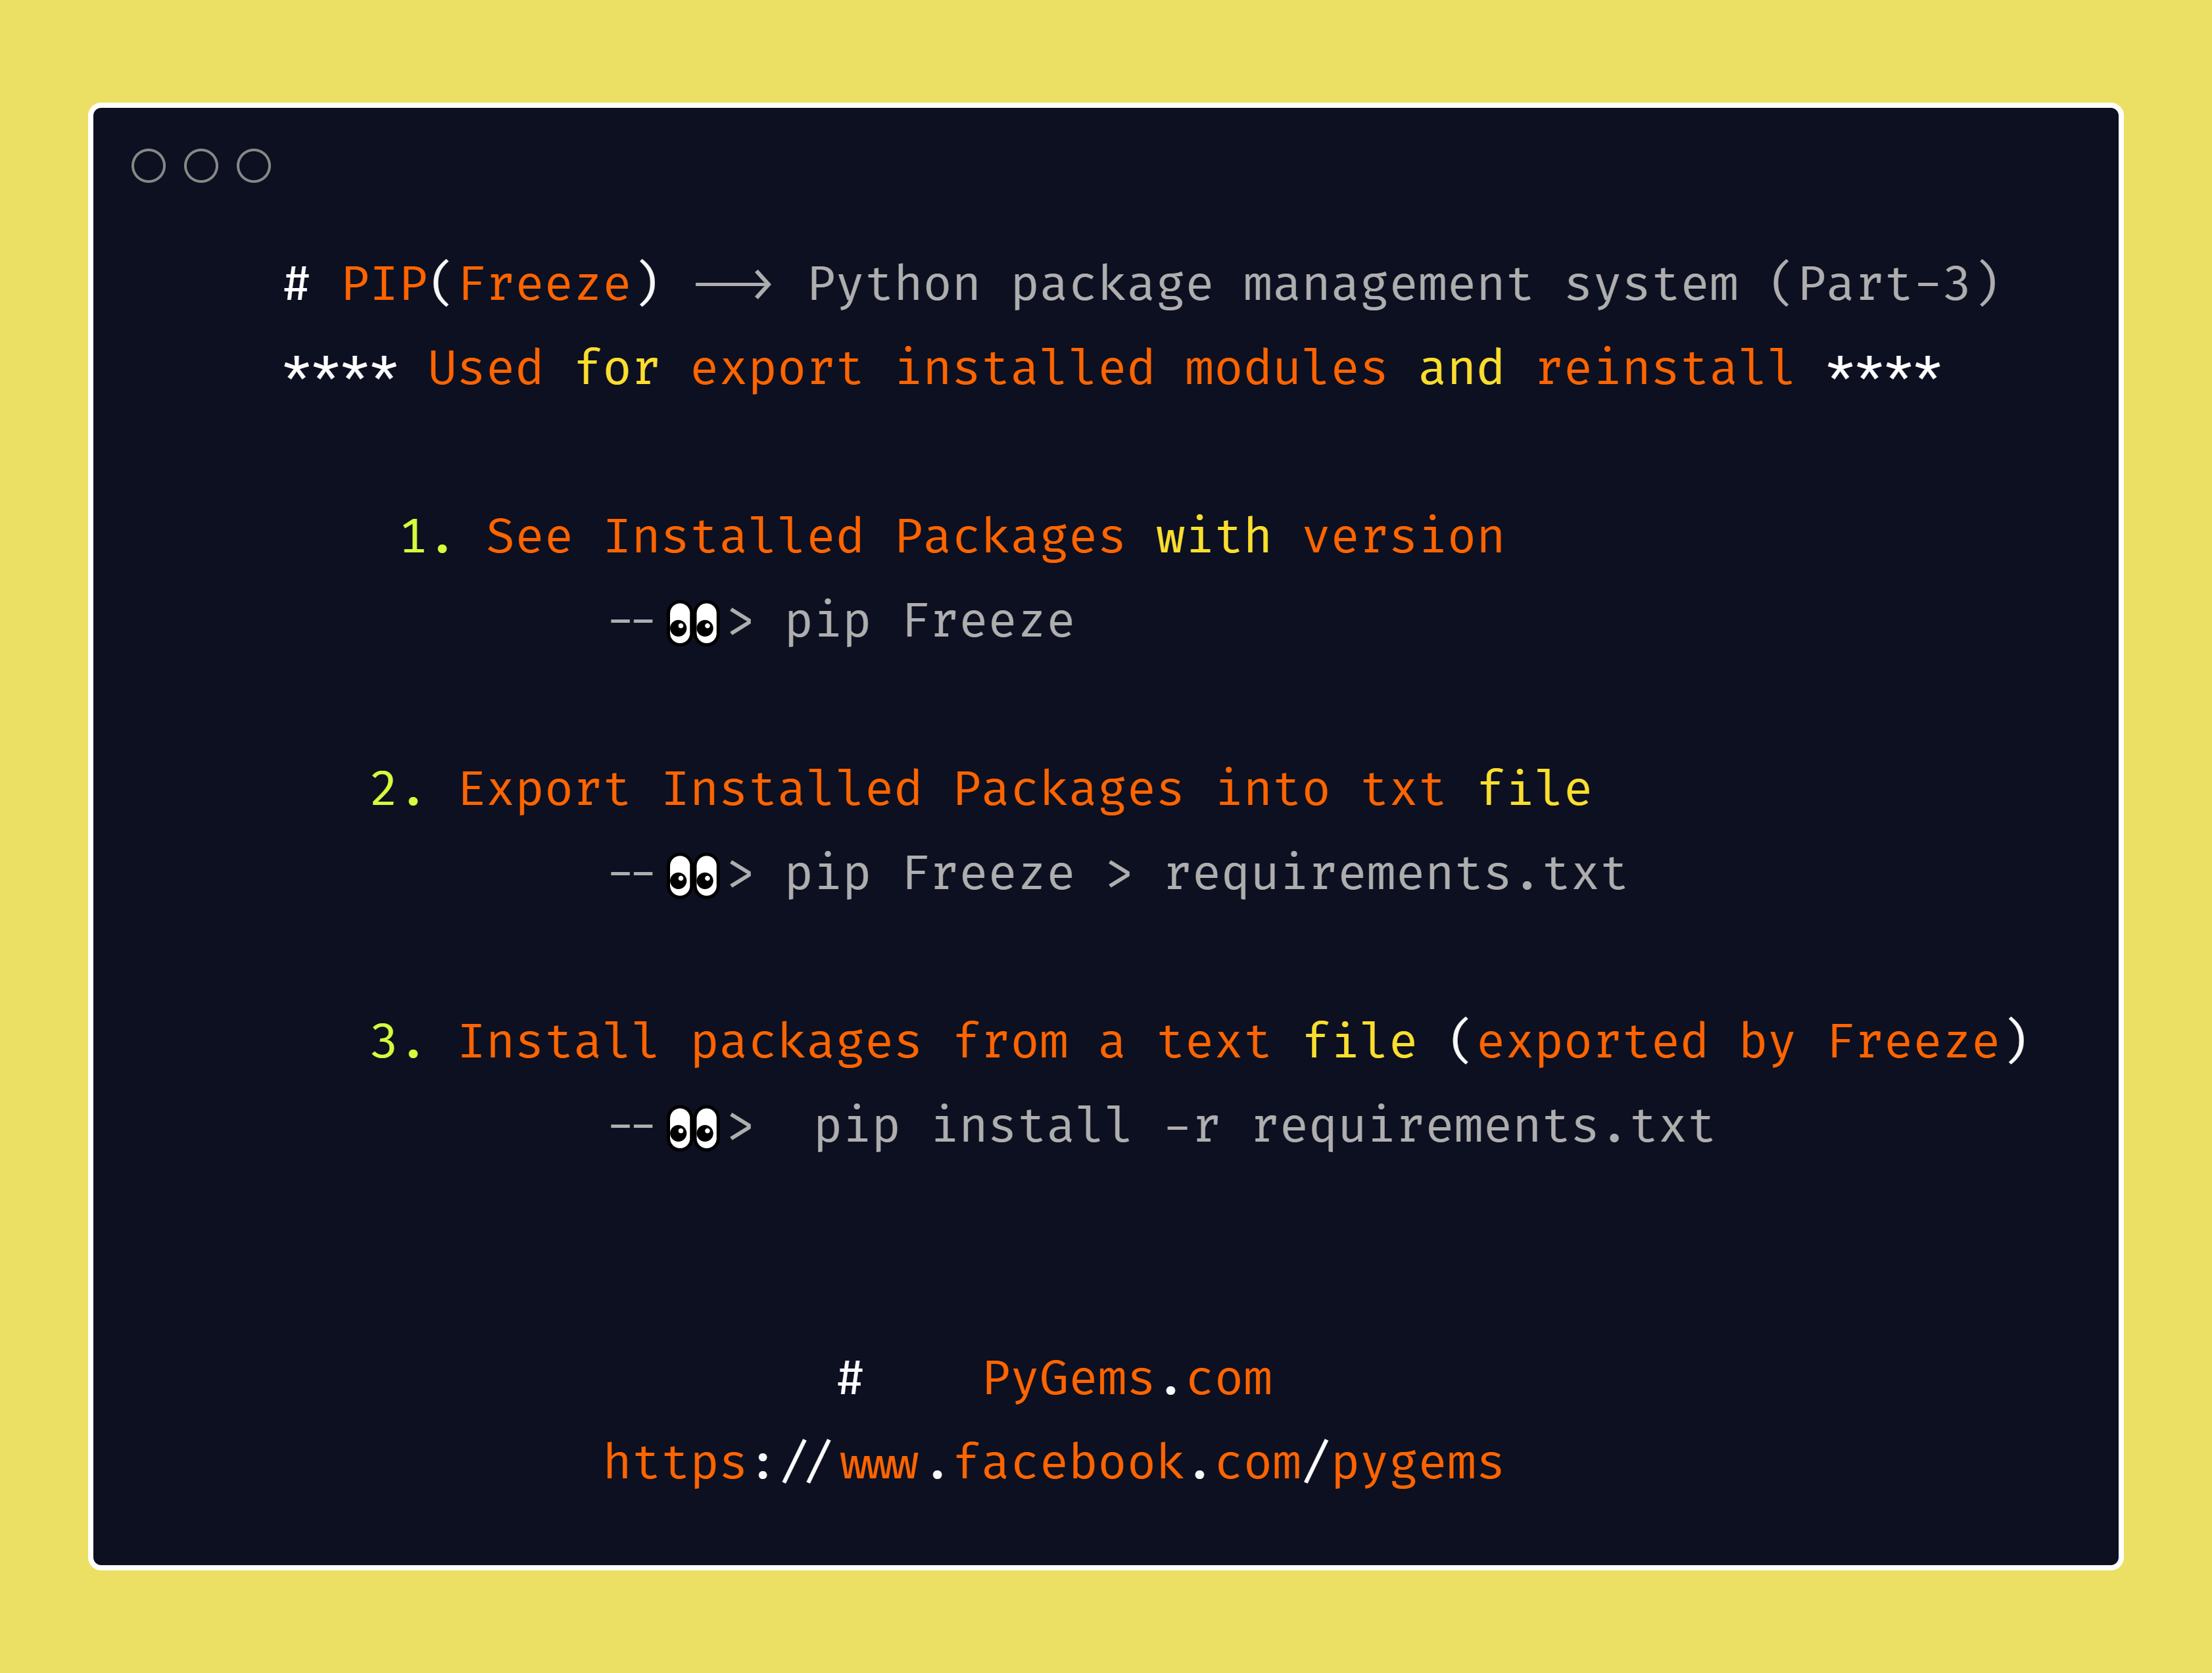 # PIP(Freeze) --> Python package management system (Part-3)
**** Used for export installed modules and reinstall ****
1. See Installed Packages with version
--👀> pip Freeze
2. Export Installed Packages into txt file
--👀> pip Freeze > requirements.txt
3. Install packages from a text file (exported by Freeze)
--👀> pip install -r requirements.txt
# PyGems.com
https://www.facebook.com/pygems